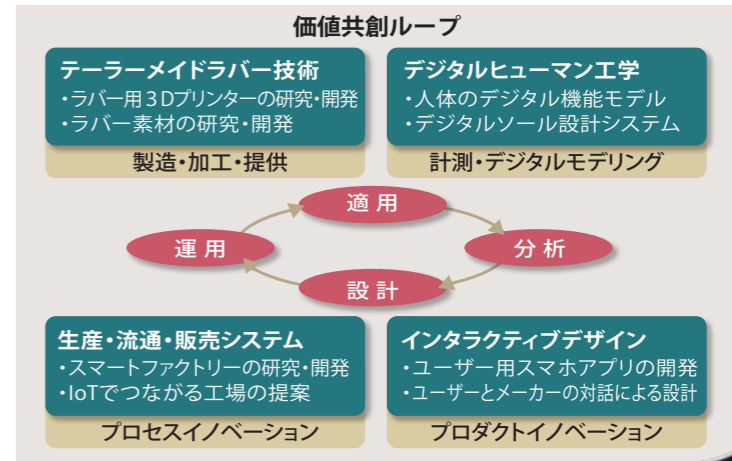 価値共創ループ
テーラーメイドラバー技術
・ラバー用3Dプリンターの研究・開発
・ラバー素材の研究・開発
製造・加工・提供
デジタルヒューマン工学
・人体のデジタル機能モデル
・デジタルソール設計システム
計測・デジタルモデリング
適用
運用
分析
設計
生産・流通・販売システム
・スマートファクトリーの研究・開発
・IoTでつながる工場の提案
プロセスイノベーション
インタラクティブデザイン
・ユーザー用スマホアプリの開発
・ユーザーとメーカーの対話による設計
プロダクトイノベーション